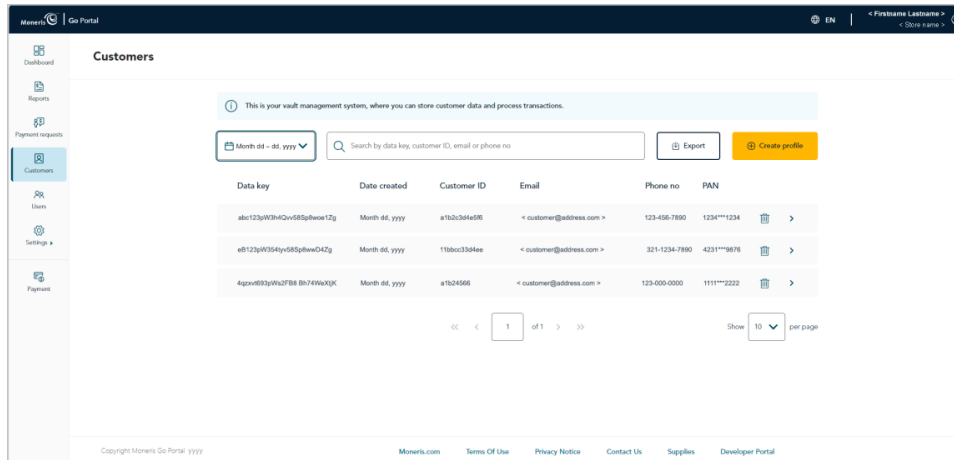 Moneris Go Portal
EN
< Firstname Lastname >
< Store name >
Dashboard
Reports
Payment requests
Customers
Users
Settings
Payment
Customers
This is your vault management system, where you can store customer data and process transactions.
Month dd – dd, yyyy
Search by data key, customer ID, email or phone no
Export
Create profile
Data key Date created Customer ID Email Phone no PAN
abc123pW3h4Qvv58Sp8woe1Zg Month dd, yyyy a1b2c3d4e5f6 < customer@address.com > 123-456-7890 1234***1234
eB123pW354tyv58Sp8wwD4Zg Month dd, yyyy 11bbcc33d4ee < customer@address.com > 321-1234-7890 4231***9876
4qzxvt693pWa2FB8 Bh74WeXtjK Month dd, yyyy a1b24566 < customer@address.com > 123-000-0000 1111***2222
<< < 1 of 1 > >>
Show 10 per page
Copyright Moneris Go Portal yyyy
Moneris.com Terms Of Use Privacy Notice Contact Us Supplies Developer Portal